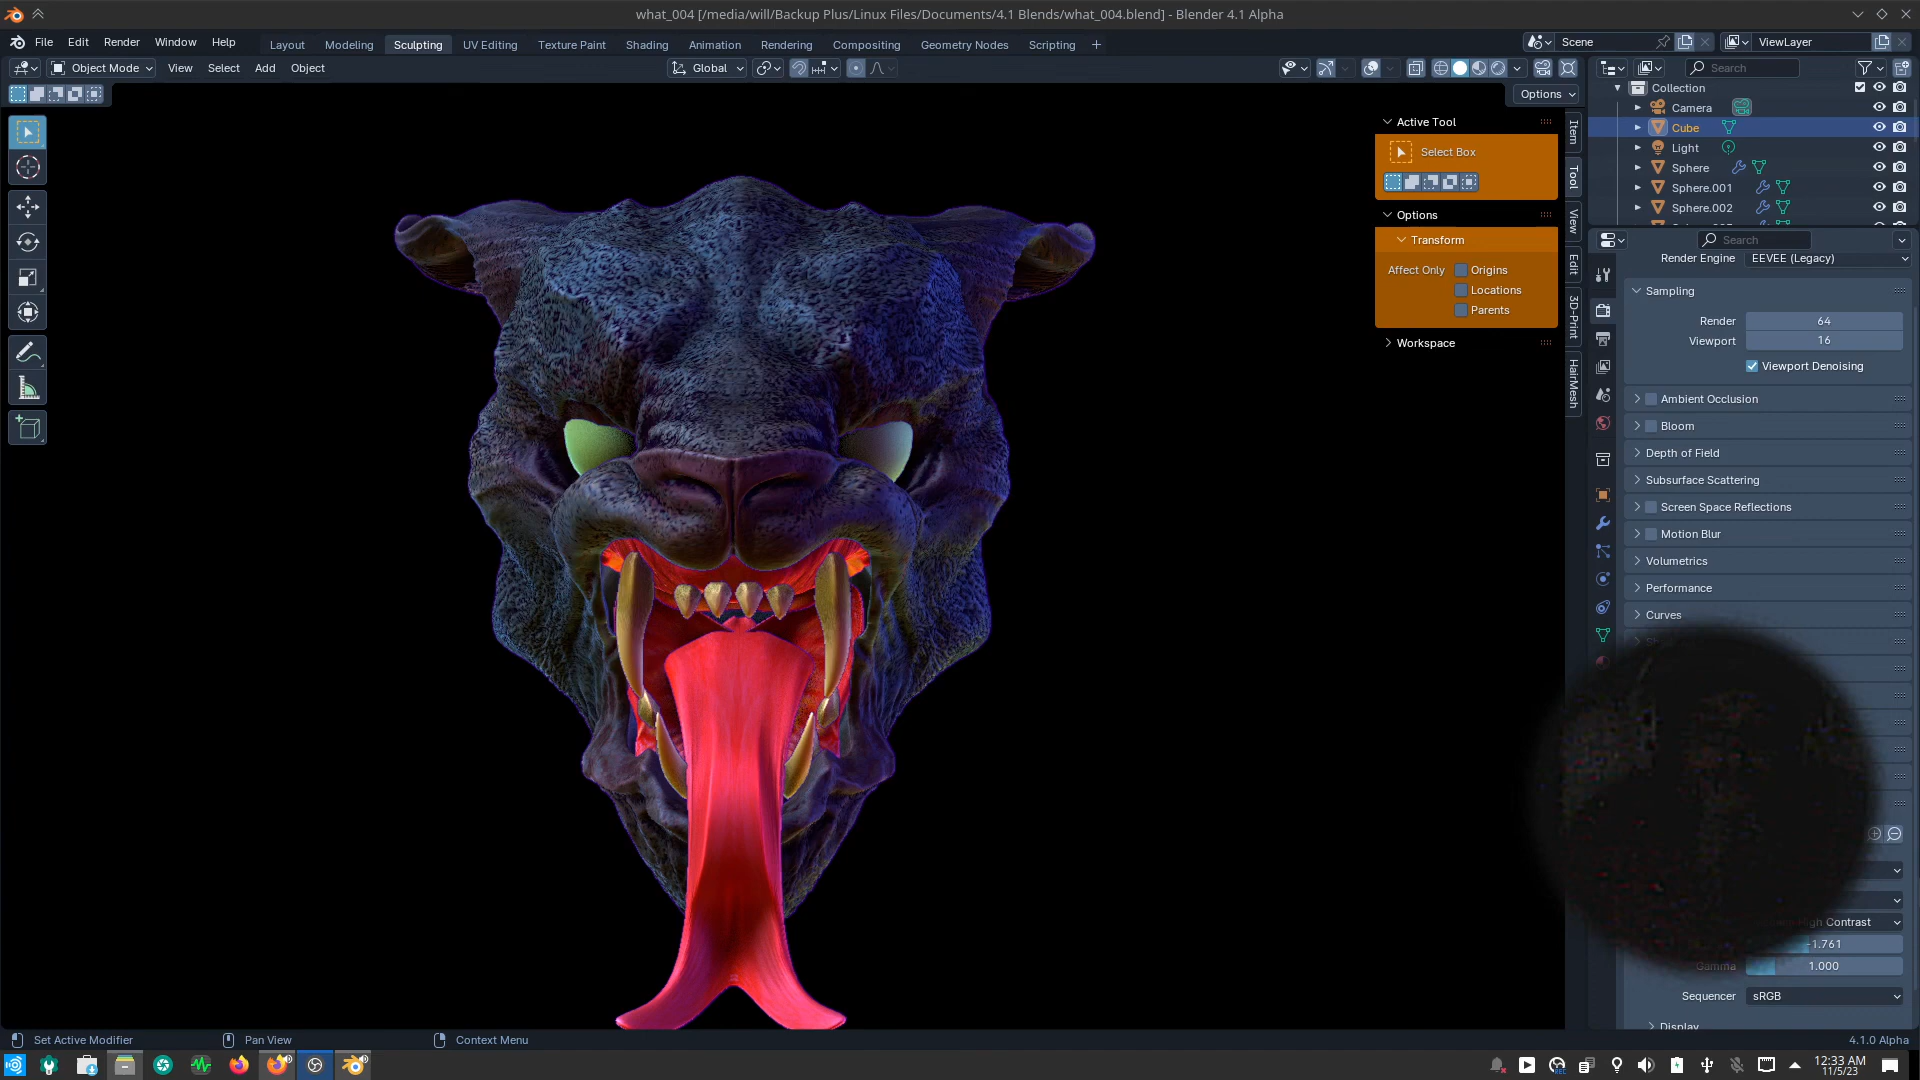 what_004 [/media/will/Backup Plus/Linux Files/Documents/4.1 Blends/what_004.blend] - Blender 4.1 Alpha
File Edit Render Window Help Layout Modeling Sculpting UV Editing Texture Paint Shading Animation Rendering Compositing Geometry Nodes Scripting + Scene ViewLayer
Object Mode View Select Add Object Global Search
Options
Collection
Camera
Cube
Light
Sphere
Sphere.001
Sphere.002
Active Tool
Select Box
Options
Transform
Affect Only Origins
Locations
Parents
Workspace
Item
Tool
View
Edit
3D-Print
HairMesh
Search
Render Engine EEVEE (Legacy)
Sampling
Render 64
Viewport 16
Viewport Denoising
Ambient Occlusion
Bloom
Depth of Field
Subsurface Scattering
Screen Space Reflections
Motion Blur
Volumetrics
Performance
Curves
High Contrast
-1.761
Gamma 1.000
Sequencer sRGB
Display
Set Active Modifier Pan View Context Menu 4.1.0 Alpha
12:33 AM
11/5/23